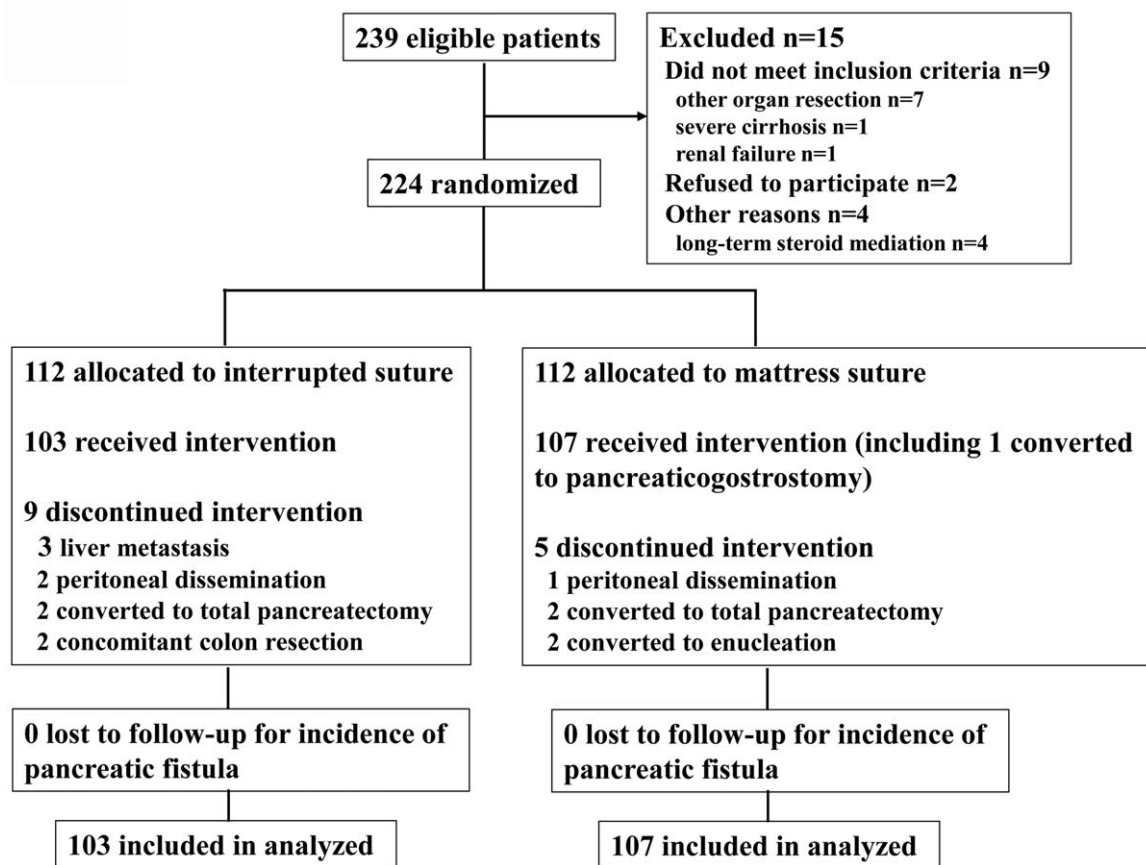 239 eligible patients
Excluded n=15
Did not meet inclusion criteria n=9
other organ resection n=7
severe cirrhosis n=1
renal failure n=1
Refused to participate n=2
Other reasons n=4
long-term steroid mediation n=4
224 randomized
112 allocated to interrupted suture
103 received intervention
9 discontinued intervention
3 liver metastasis
2 peritoneal dissemination
2 converted to total pancreatectomy
2 concomitant colon resection
112 allocated to mattress suture
107 received intervention (including 1 converted
to pancreaticogostrostomy)
5 discontinued intervention
1 peritoneal dissemination
2 converted to total pancreatectomy
2 converted to enucleation
0 lost to follow-up for incidence of
pancreatic fistula
0 lost to follow-up for incidence of
pancreatic fistula
103 included in analyzed
107 included in analyzed